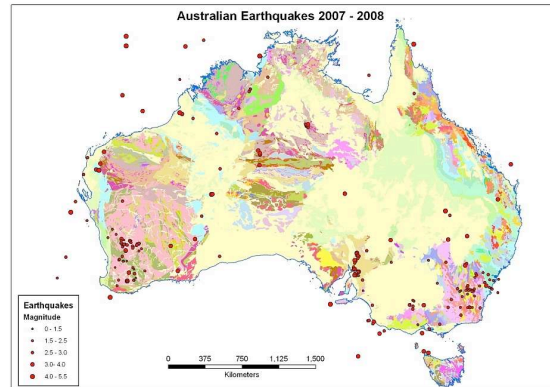 Australian Earthquakes 2007 - 2008
Earthquakes
Magnitude
0 - 1.5
1.5 - 2.5
2.5 - 3.0
3.0 - 4.0
4.0 - 5.5
0 375 750 1,125 1,500
Kilometers